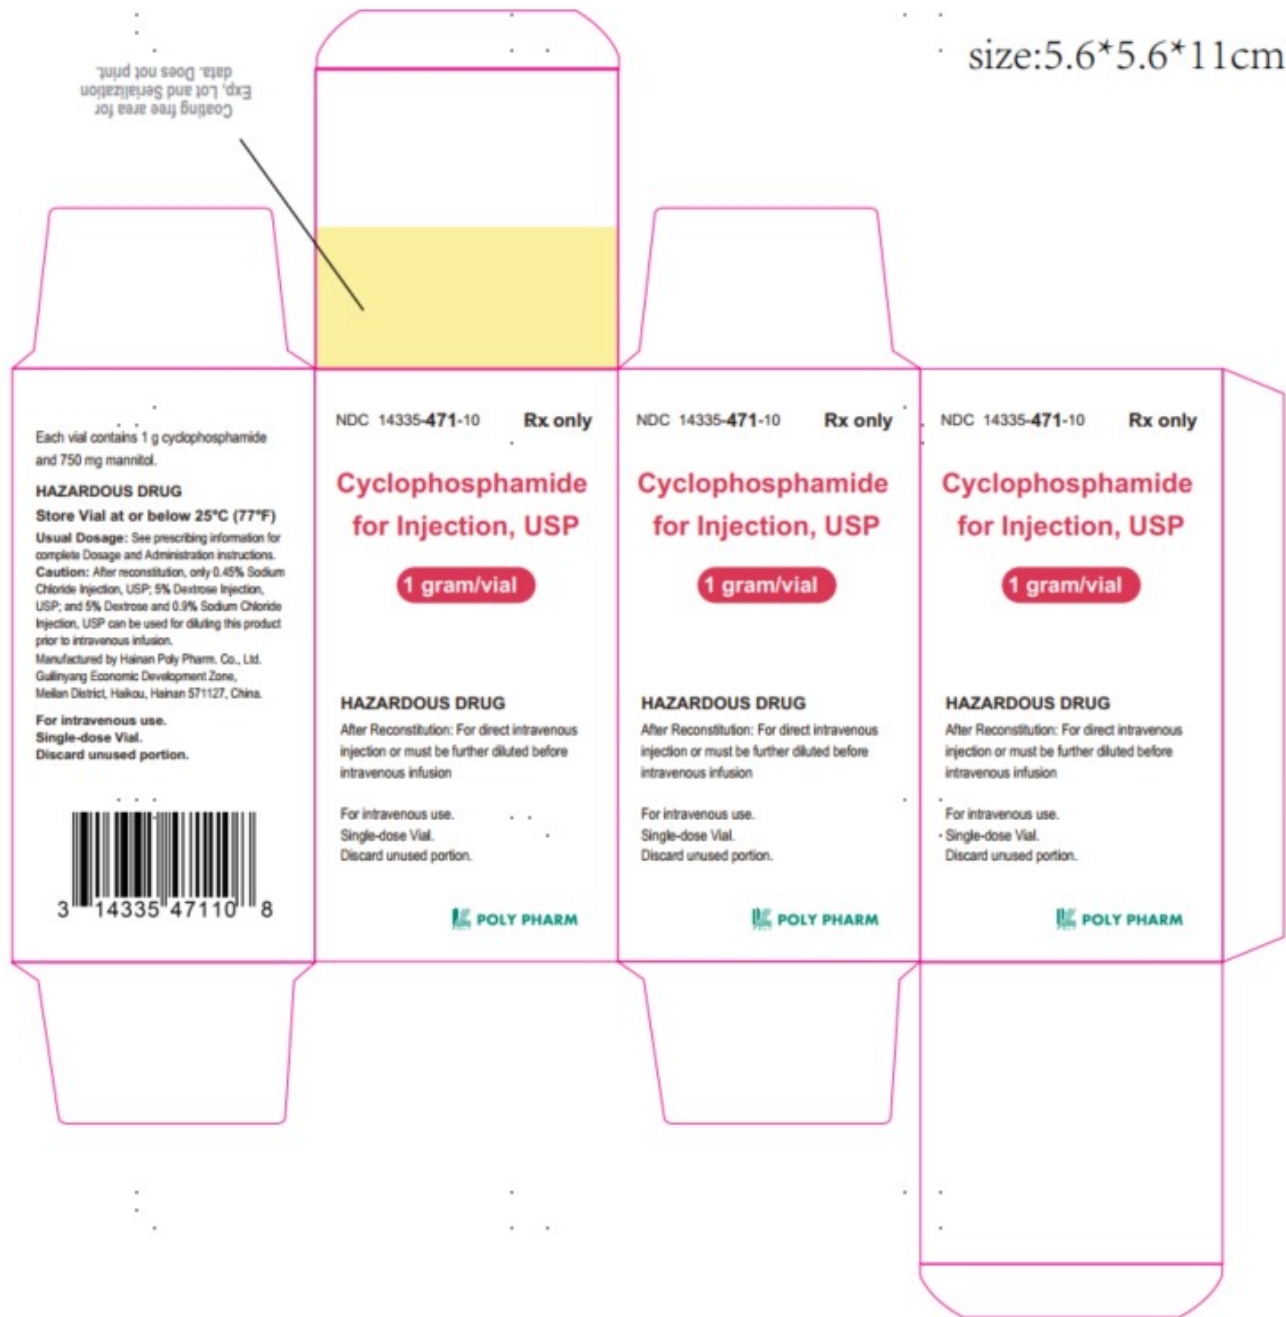 size:5.6*5.6*11cm
Coating free area for
Exp, Lot and Serialization
data. Does not print.
Each vial contains 1 g cyclophosphamide
and 750 mg mannitol.
HAZARDOUS DRUG
Store Vial at or below 25°C (77°F)
Usual Dosage: See prescribing information for
complete Dosage and Administration instructions.
Caution: After reconstitution, only 0.45% Sodium
Chloride Injection, USP; 5% Dextrose Injection,
USP; and 5% Dextrose and 0.9% Sodium Chloride
Injection, USP can be used for diluting this product
prior to intravenous infusion.
Manufactured by Hainan Poly Pharm. Co., Ltd.
Guilinyang Economic Development Zone,
Meilan District, Haikou, Hainan 571127, China.
For intravenous use.
Single-dose Vial.
Discard unused portion.
3 14335 47110 8
NDC 14335-471-10 Rx only
Cyclophosphamide
for Injection, USP
1 gram/vial
HAZARDOUS DRUG
After Reconstitution: For direct intravenous
injection or must be further diluted before
intravenous infusion
For intravenous use.
Single-dose Vial.
Discard unused portion.
POLY PHARM
NDC 14335-471-10 Rx only
Cyclophosphamide
for Injection, USP
1 gram/vial
HAZARDOUS DRUG
After Reconstitution: For direct intravenous
injection or must be further diluted before
intravenous infusion
For intravenous use.
Single-dose Vial.
Discard unused portion.
POLY PHARM
NDC 14335-471-10 Rx only
Cyclophosphamide
for Injection, USP
1 gram/vial
HAZARDOUS DRUG
After Reconstitution: For direct intravenous
injection or must be further diluted before
intravenous infusion
For intravenous use.
Single-dose Vial.
Discard unused portion.
POLY PHARM